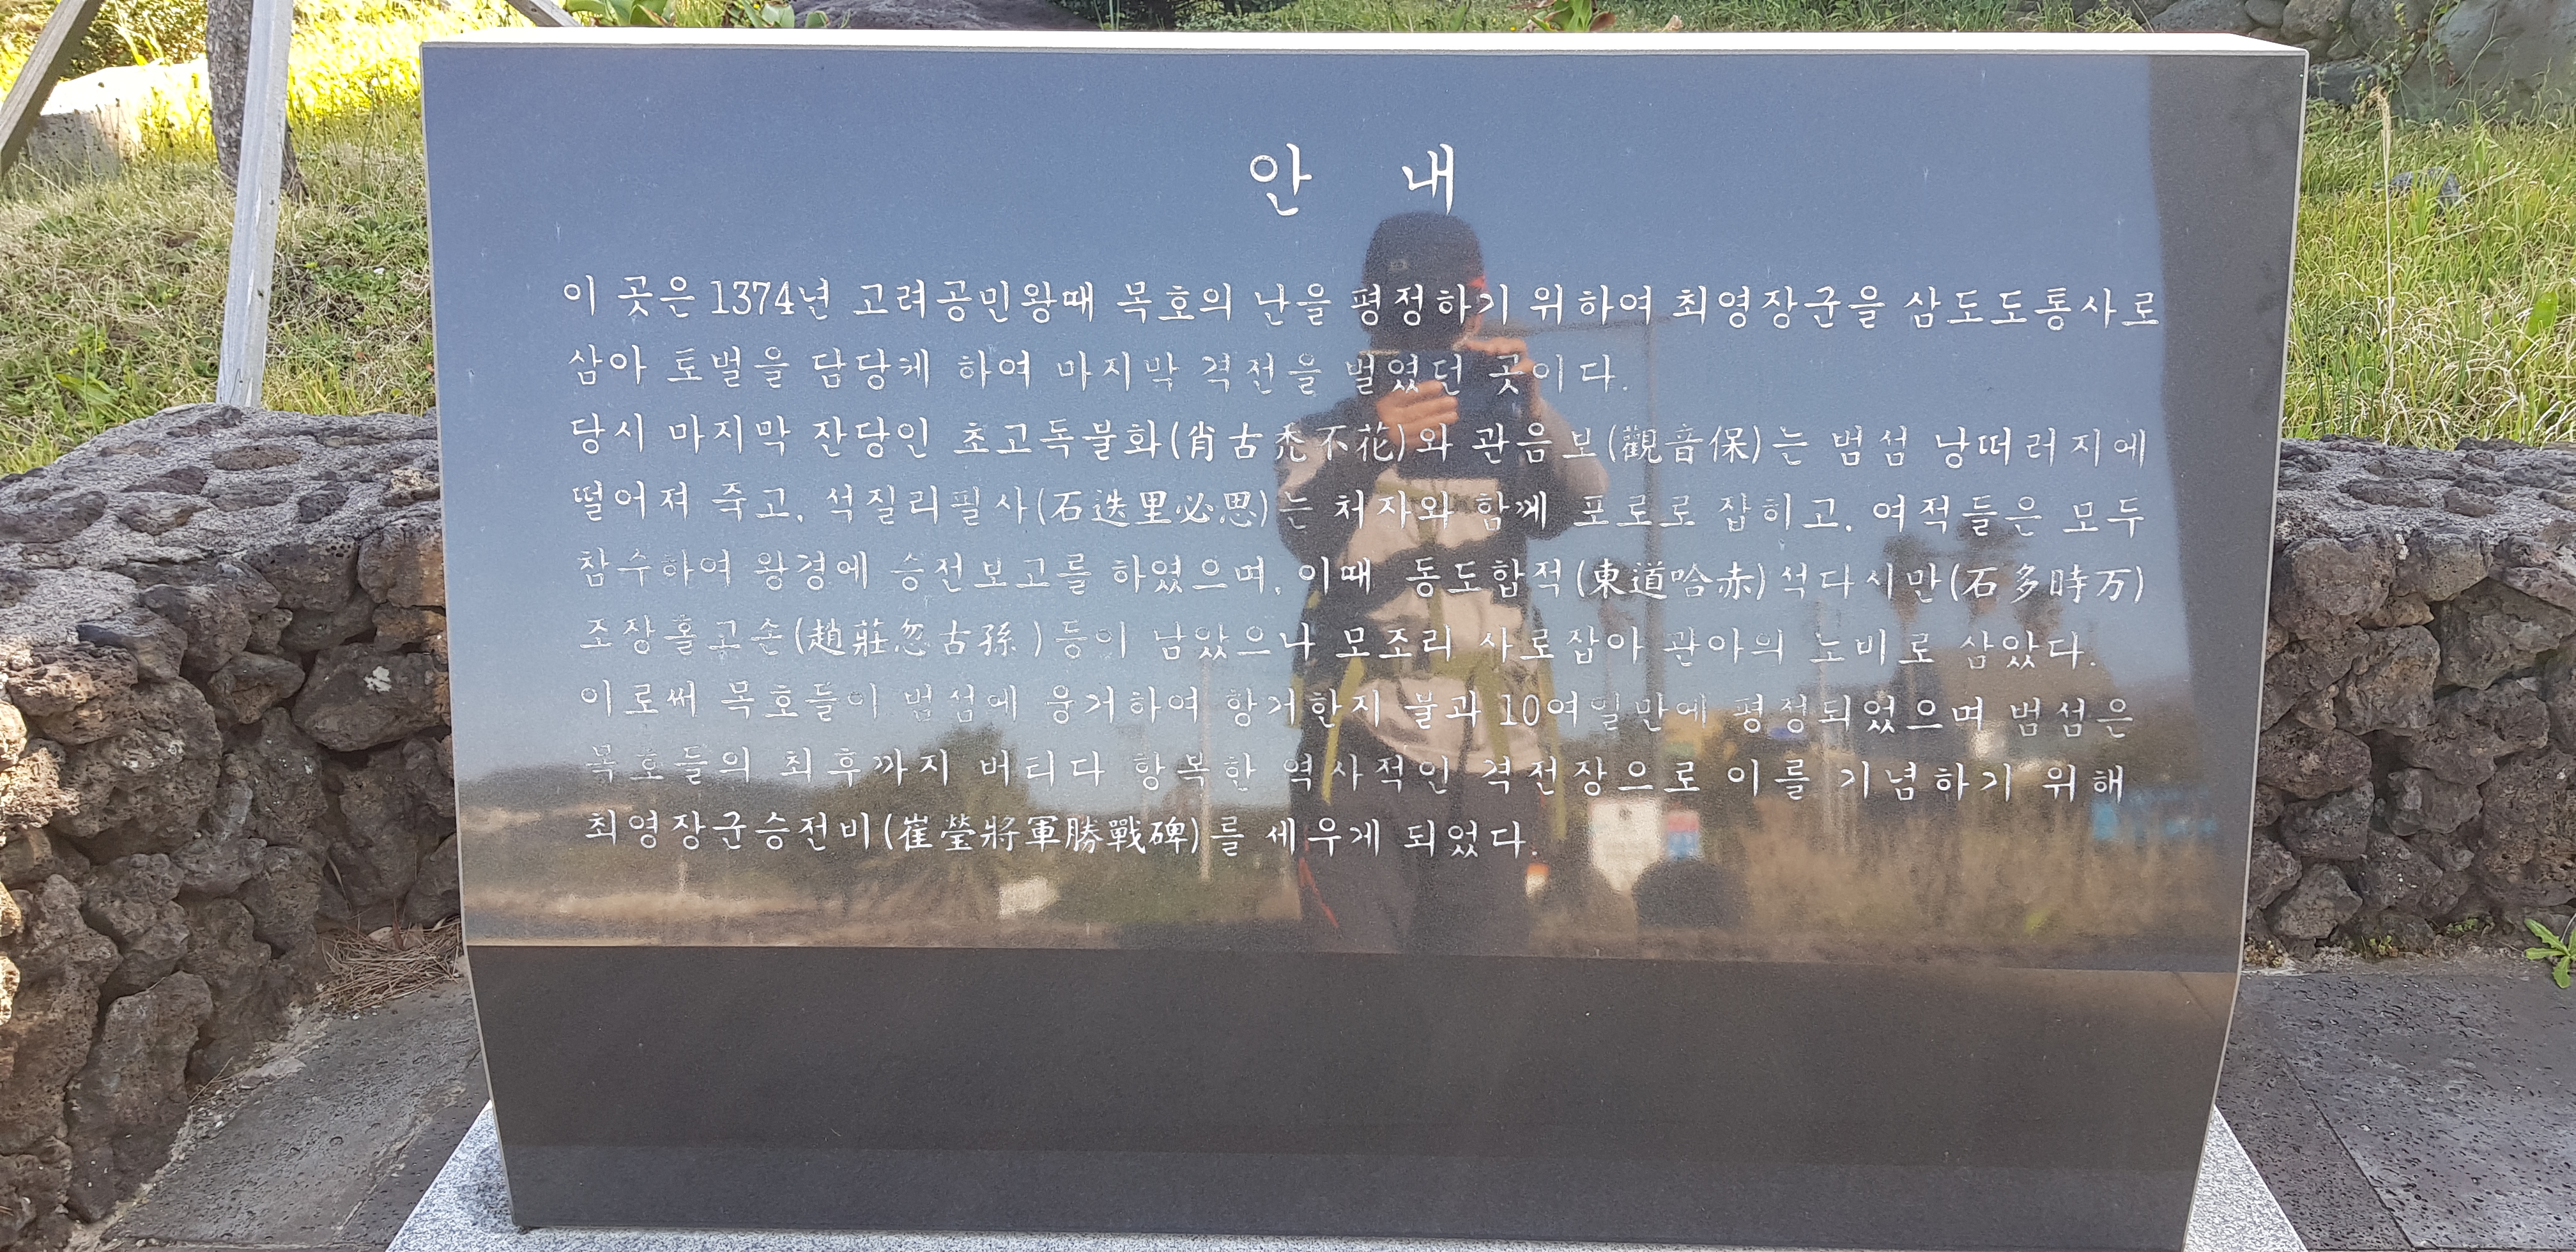 안 내
이 곳은 1374년 고려공민왕때 목호의 난을 평정하기 위하여 최영장군을 삼도도통사로
삼아 토벌을 담당케 하여 마지막 격전을 벌였던 곳이다.
당시 마지막 잔당인 초고독불화(肖古禿不花)와 관음보(觀音保)는 범섬 낭떠러지에
떨어져 죽고, 석질리필사(石迭里必思)는 처자와 함께 포로로 잡히고, 여적들은 모두
참수하여 왕경에 승전보고를 하였으며, 이때 동도합적(東道哈赤)석다시만(石多時万)
조장홀고손(趙莊忽古孫)등이 남았으나 모조리 사로잡아 관아의 노비로 삼았다.
이로써 목호들이 범섬에 웅거하여 항거한지 불과 10여일만에 평정되었으며 범섬은
목호들의 최후까지 버티다 항복한 역사적인 격전장으로 이를 기념하기 위해
최영장군승전비(崔瑩將軍勝戰碑)를 세우게 되었다.